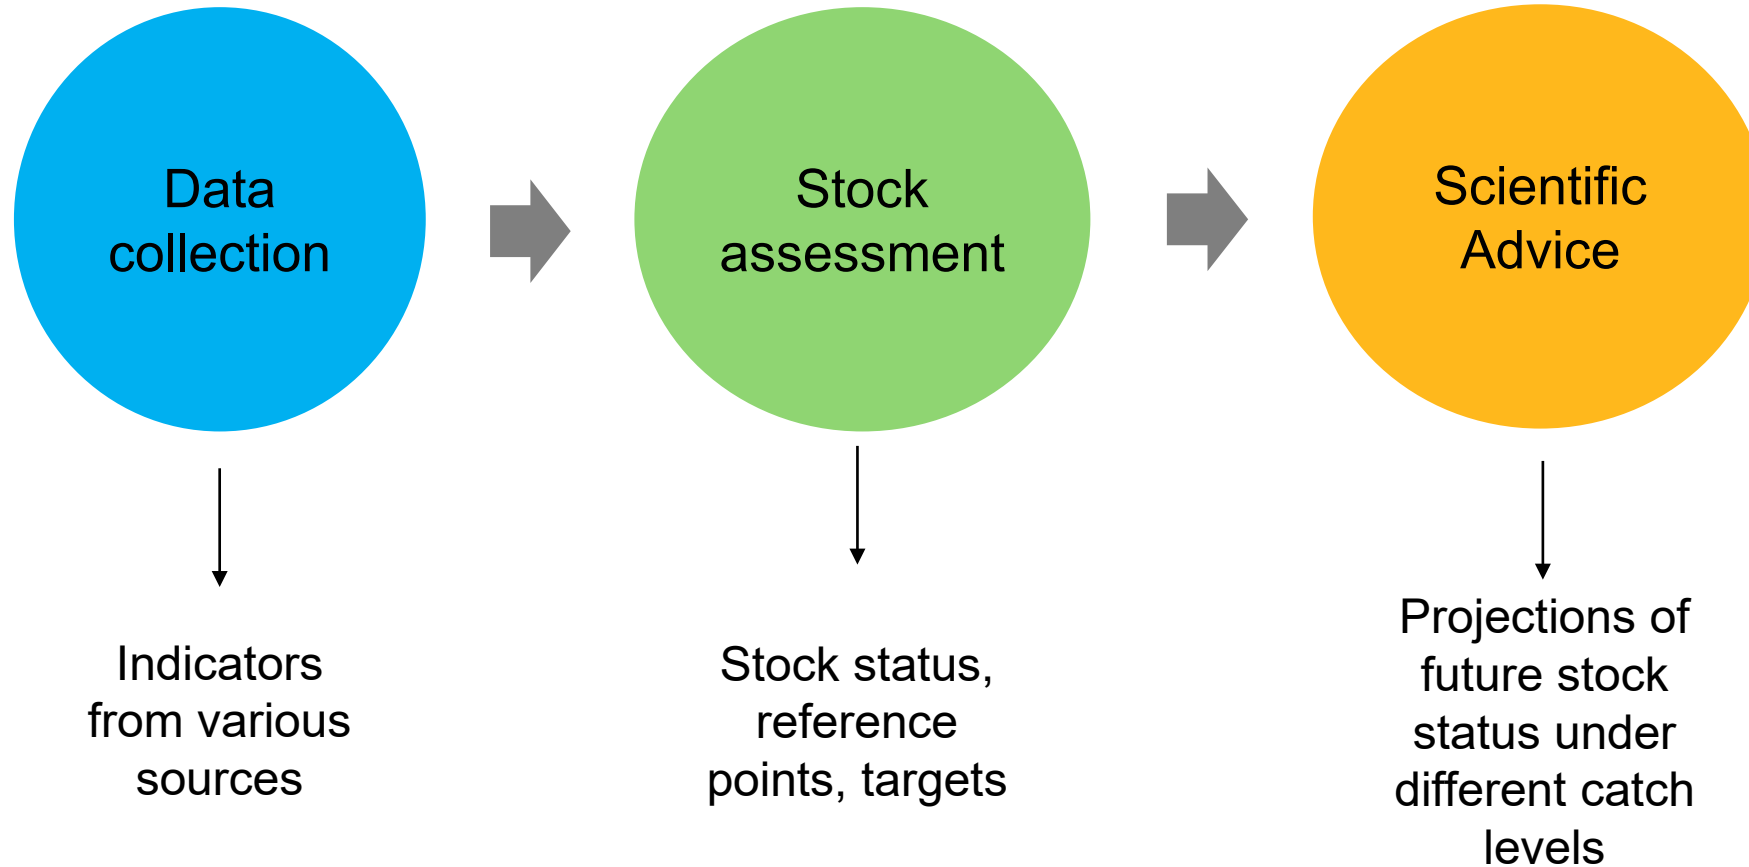 Data
collection
Stock
assessment
Scientific
Advice
Indicators
from various
sources
Stock status,
reference
points, targets
Projections of
future stock
status under
different catch
levels